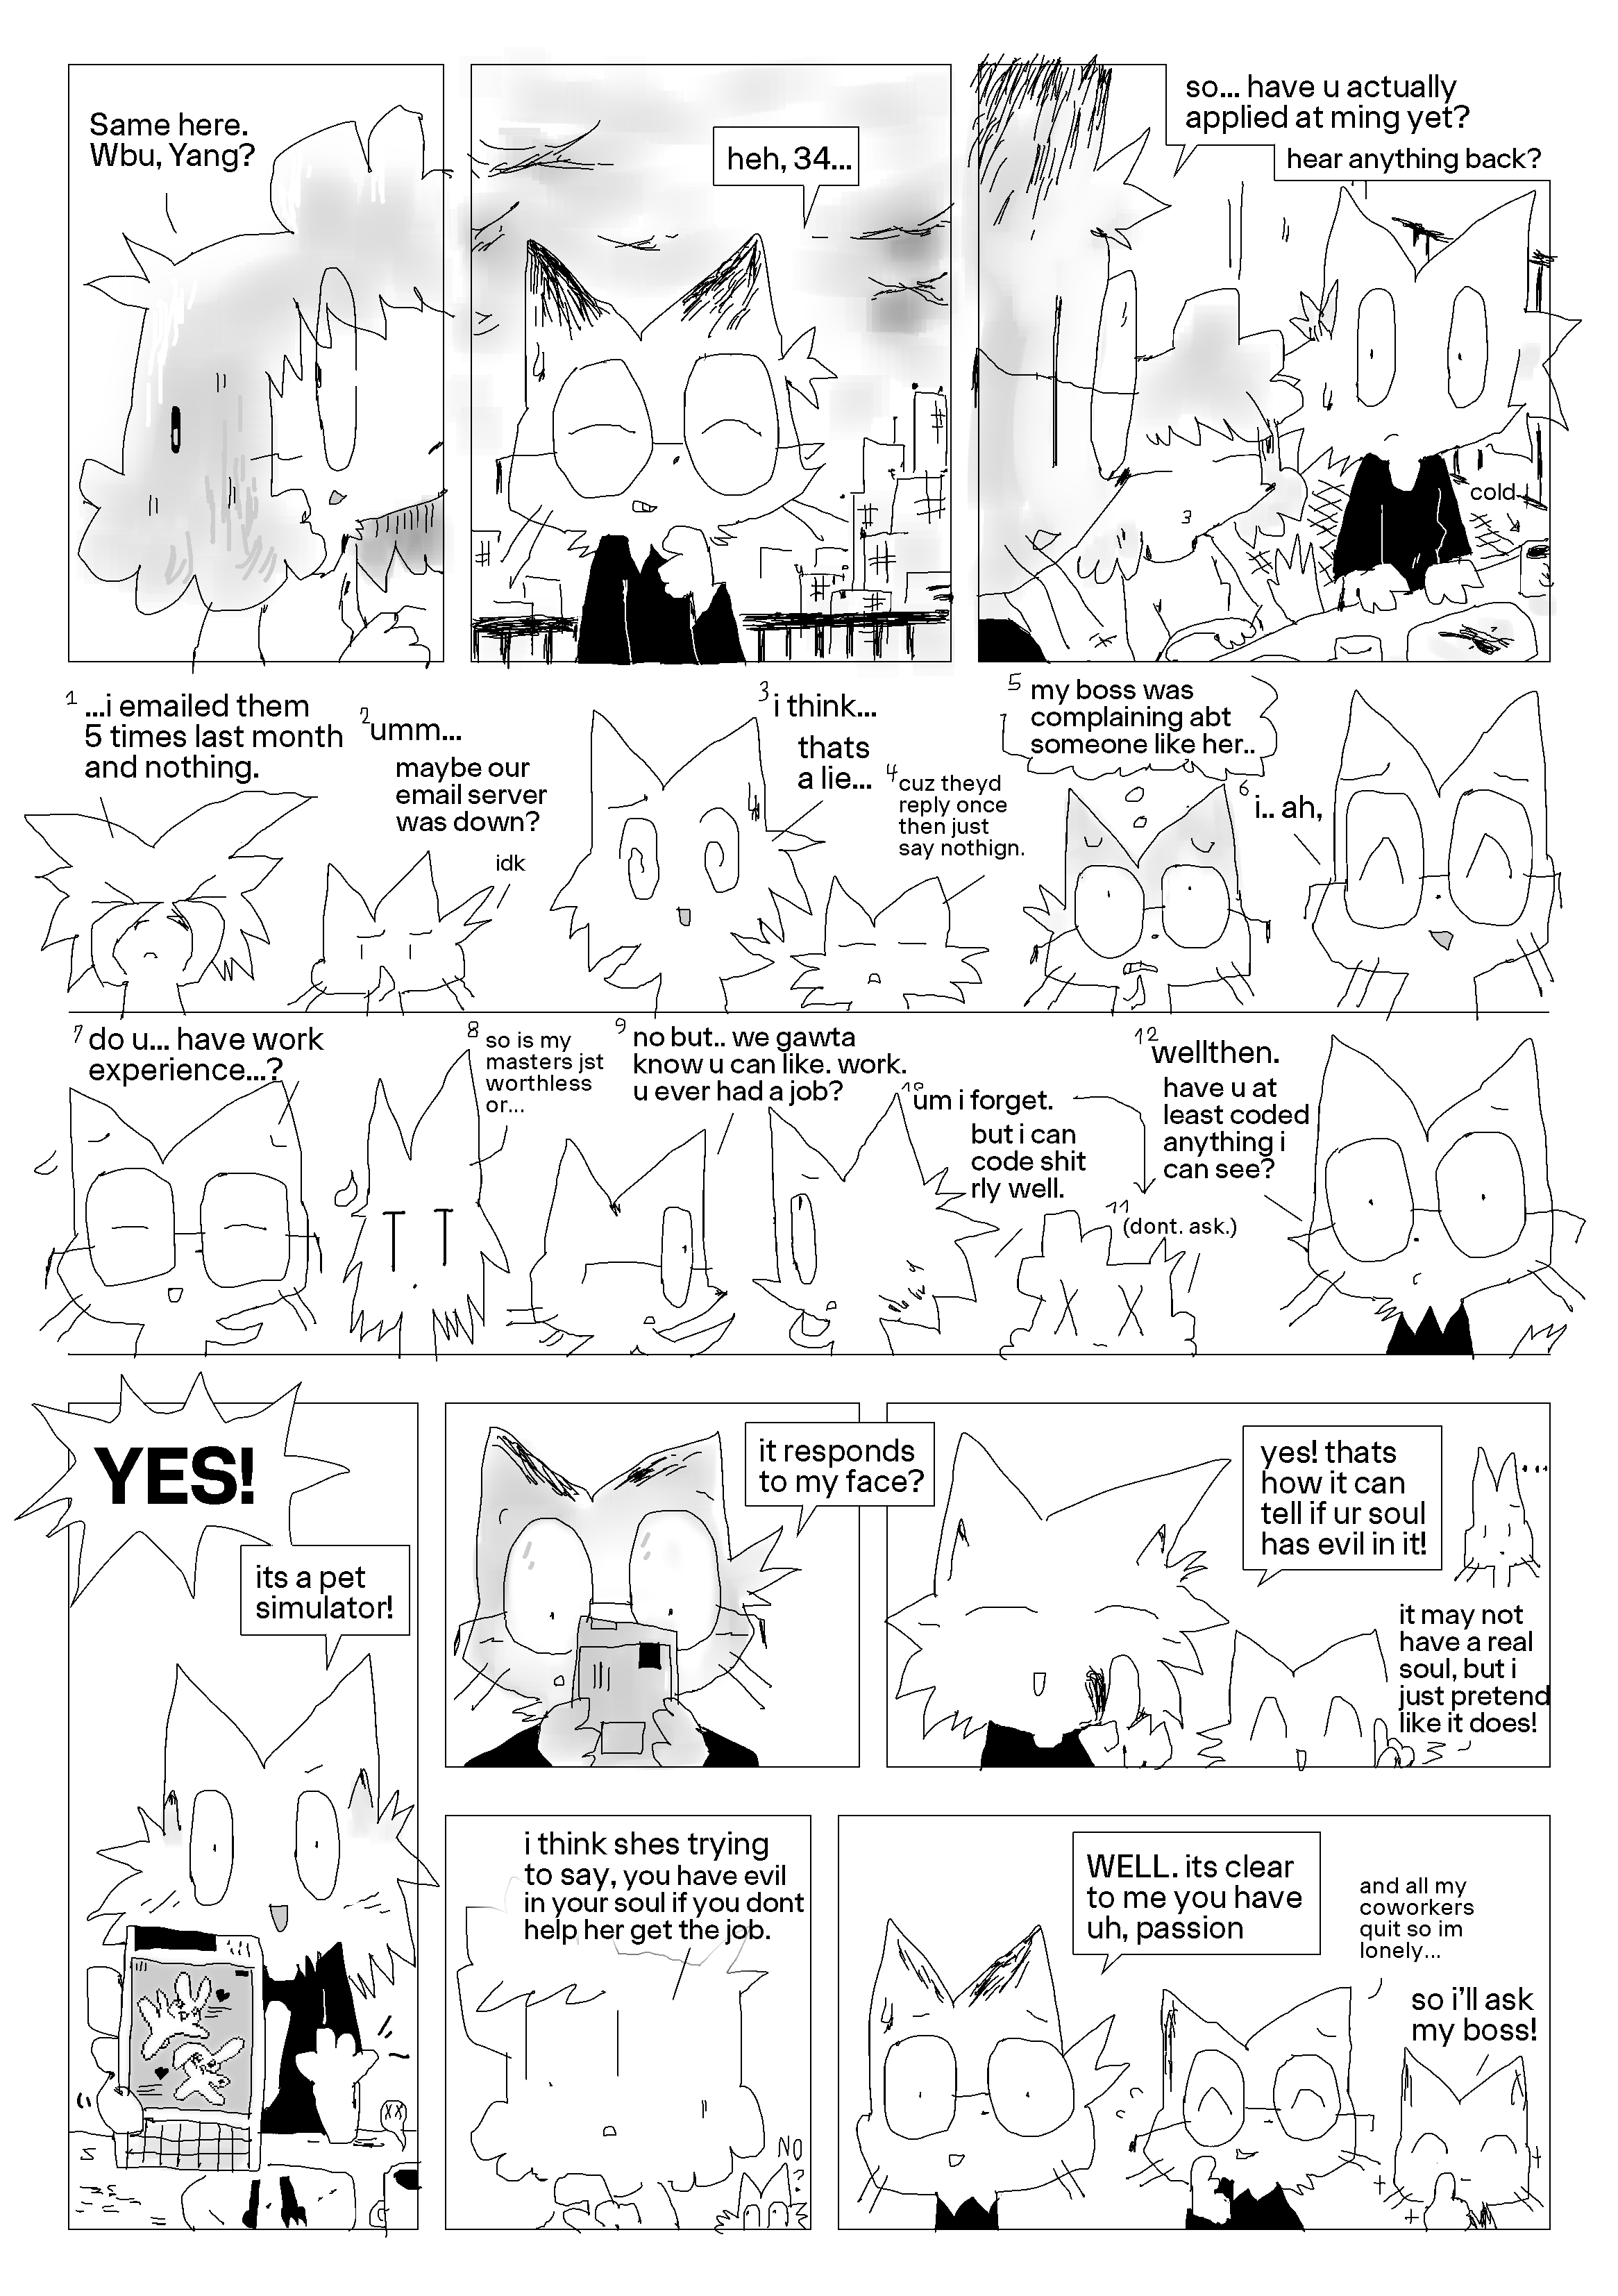 Same here.
Wbu, Yang?
heh, 34...
so... have u actually
applied at ming yet?
hear anything back?
cold
1
...i emailed them
5 times last month
and nothing.
2
umm...
maybe our
email server
was down?
idk
3
i think...
thats
a lie...
4
cuz theyd
reply once
then just
say nothign.
5
my boss was
complaining abt
someone like her..
6
i.. ah,
7
do u... have work
experience...?
8
so is my
masters jst
worthless
or...
9
no but.. we gawta
know u can like. work.
u ever had a job?
10
um i forget.
but i can
code shit
rly well.
11
(dont. ask.)
12
wellthen.
have u at
least coded
anything i
can see?
YES!
its a pet
simulator!
it responds
to my face?
yes! thats
how it can
tell if ur soul
has evil in it!
...
it may not
have a real
soul, but i
just pretend
like it does!
i think shes trying
to say, you have evil
in your soul if you dont
help her get the job.
NO
?
WELL. its clear
to me you have
uh, passion
and all my
coworkers
quit so im
lonely...
so i'll ask
my boss!